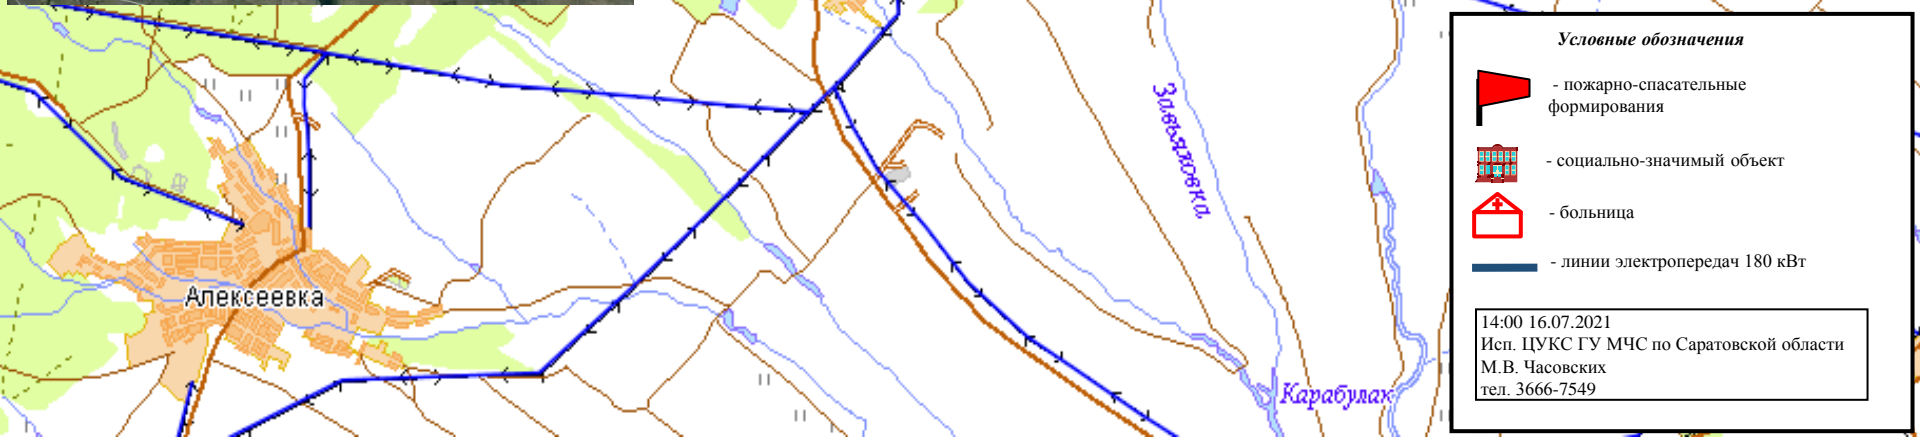 Условные обозначения
- пожарно-спасательные
формирования
- социально-значимый объект
- больница
- линии электропередач 180 кВт
14:00 16.07.2021
Исп. ЦУКС ГУ МЧС по Саратовской области
М.В. Часовских
тел. 3666-7549
Завьяловка
Алексеевка
Карабулак